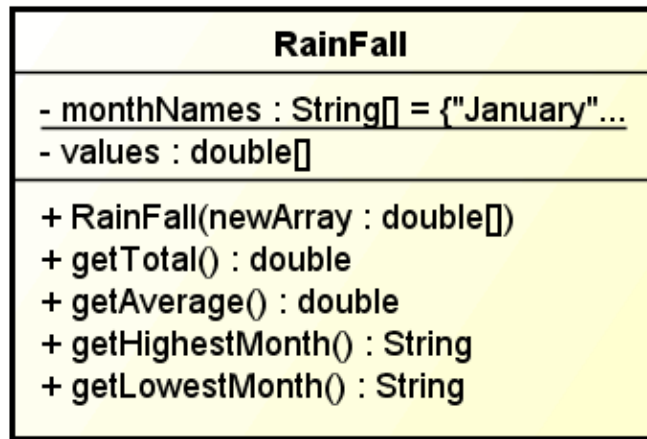 RainFall
- monthNames : String[] = {"January"...
- values : double[]
+ RainFall(newArray : double[])
+ getTotal() : double
+ getAverage() : double
+ getHighestMonth() : String
+ getLowestMonth() : String